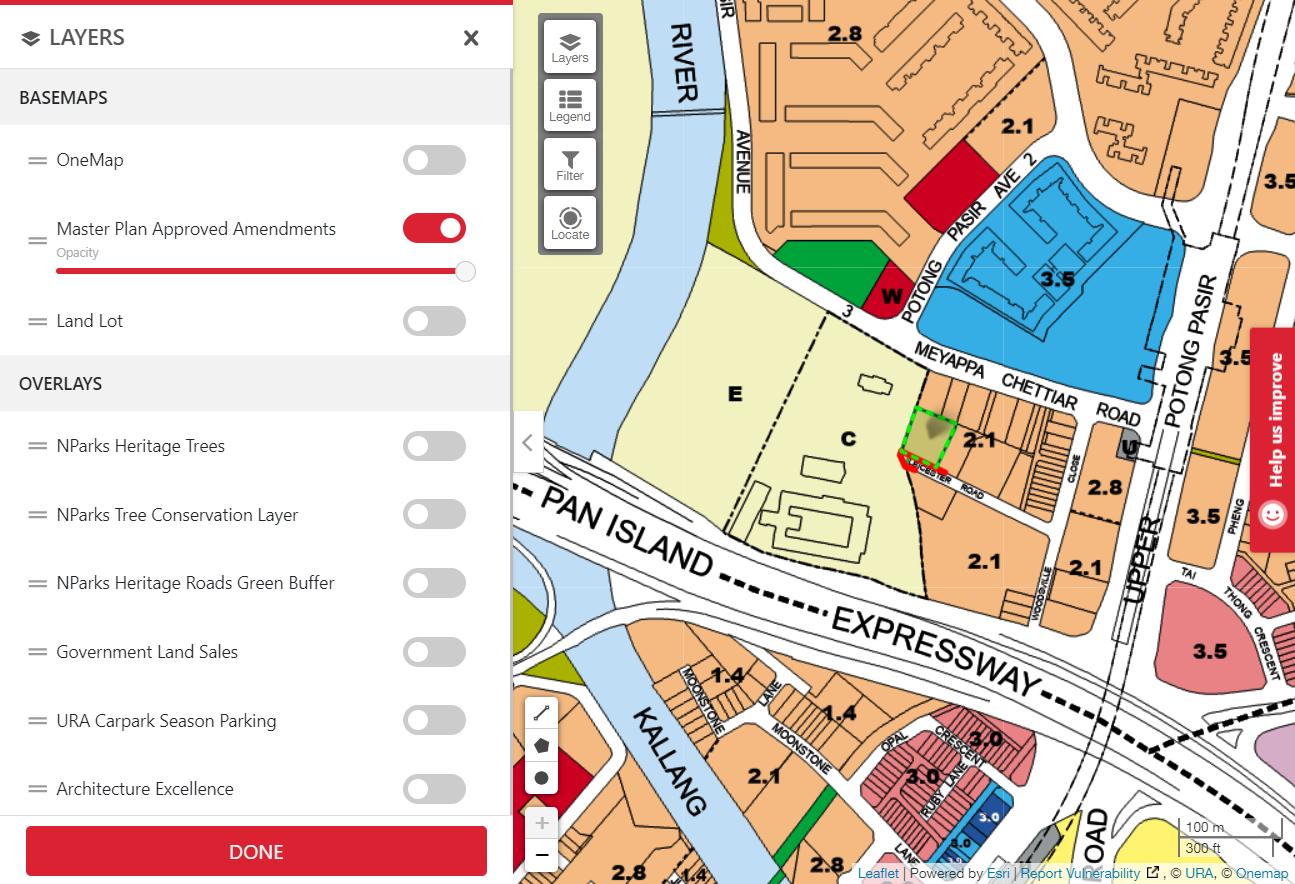 LAYERS
BASEMAPS
OneMap
Master Plan Approved Amendments
Opacity
Land Lot
OVERLAYS
NParks Heritage Trees
NParks Tree Conservation Layer
NParks Heritage Roads Green Buffer
Government Land Sales
URA Carpark Season Parking
Architecture Excellence
DONE
Layers
Legend
Filter
Locate
RIVER
SIR
AVENUE
3
2.8
2.1
3.5
POTONG PASIR AVE 2
W
3.5
MEYAPPA CHETTIAR ROAD
POTONG PASIR
3.5
E
C
2.1
U
LEICESTER ROAD
CLOSE
2.8
3.5
PHENG
2.1
2.1
WOODSVILLE
UPPER
TAI THONG CRESCENT
3.5
PAN ISLAND EXPRESSWAY
1.4
MOONSTONE LANE
1.4
MOONSTONE
OPAL CRESCENT
3.0
3.0
RUBY LANE
KALLANG
2.1
3.0
3.0
LANE
2.8
1.4
2.8
ROAD
Help us improve
100 m
300 ft
Leaflet | Powered by Esri | Report Vulnerability , © URA, © Onemap